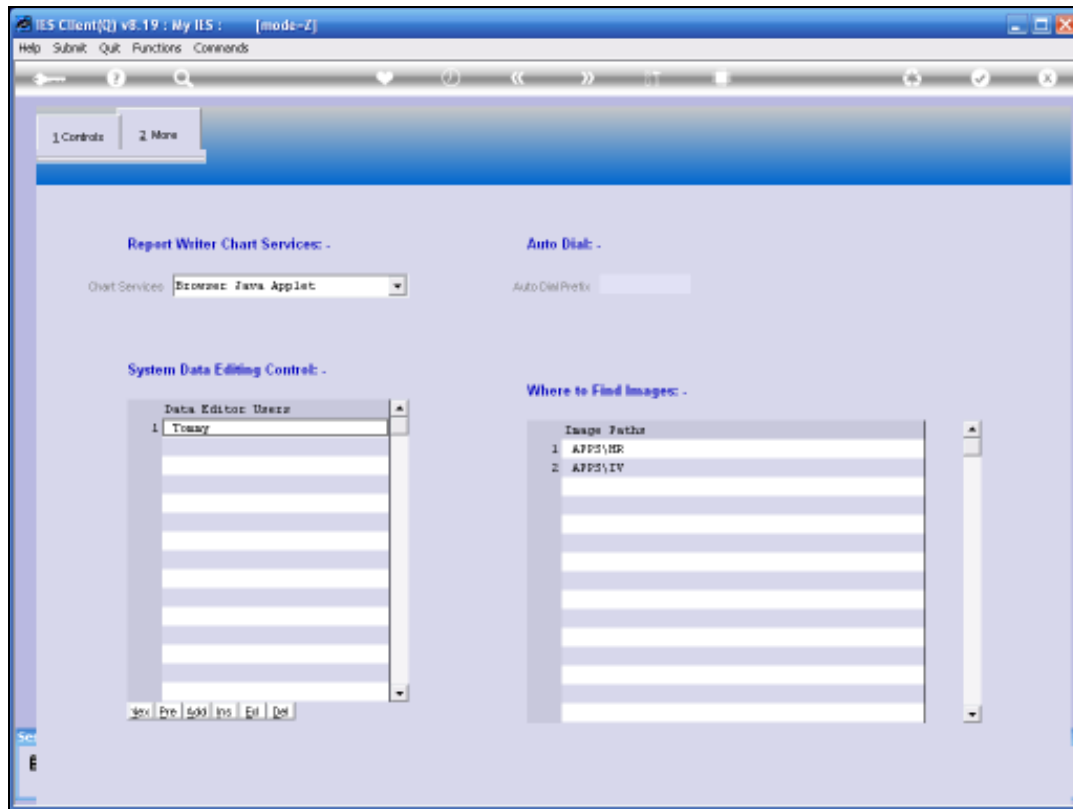 IES Client(Q) v8.19 : My IES : [mode=Z]
Help Submit Quit Functions Commands
1 Controls 2 More
Report Writer Chart Services: -
Auto Dial: -
Chart Services Browser Java Applet
Auto Dial Prefix
System Data Editing Control: -
Where to Find Images: -
Data Editor Users
1 Tommy
Image Paths
1 APPS\HR
2 APPS\IV
Nex Pre Add Ins Ext Del